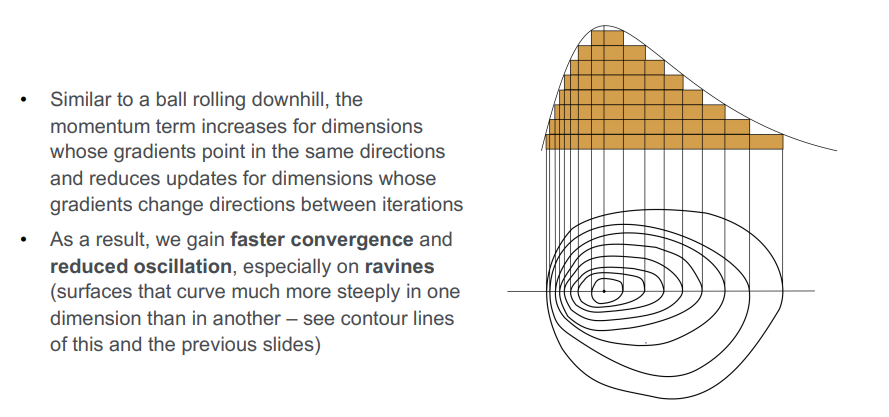 • Similar to a ball rolling downhill, the
momentum term increases for dimensions
whose gradients point in the same directions
and reduces updates for dimensions whose
gradients change directions between iterations
• As a result, we gain faster convergence and
reduced oscillation, especially on ravines
(surfaces that curve much more steeply in one
dimension than in another – see contour lines
of this and the previous slides)